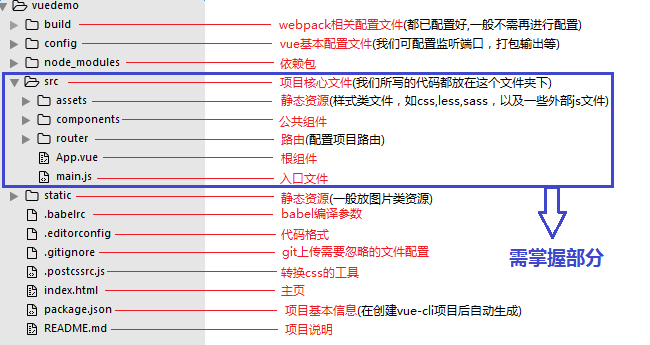 vuedemo
build webpack相关配置文件(都已配置好,一般不需再进行配置)
config vue基本配置文件(我们可配置监听端口，打包输出等)
node_modules 依赖包
src 项目核心文件(我们所写的代码都放在这个文件夹下)
assets 静态资源(样式类文件，如css,less,sass，以及一些外部js文件)
components 公共组件
router 路由(配置项目路由)
App.vue 根组件
main.js 入口文件
static 静态资源(一般放图片类资源)
.babelrc babel编译参数
.editorconfig 代码格式
.gitignore git上传需要忽略的文件配置
需掌握部分
.postcssrc.js 转换css的工具
index.html 主页
package.json 项目基本信息(在创建vue-cli项目后自动生成)
README.md 项目说明